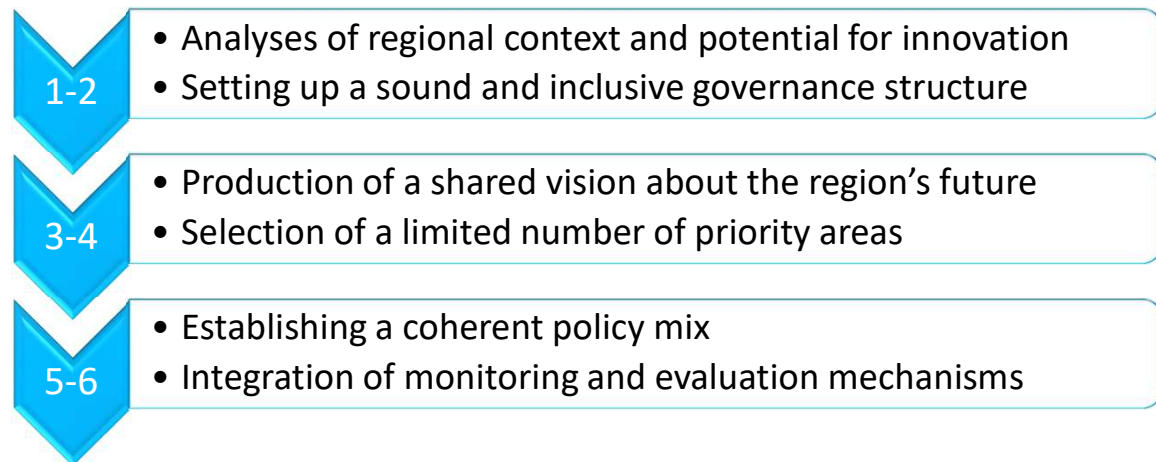 1-2
• Analyses of regional context and potential for innovation
• Setting up a sound and inclusive governance structure
3-4
• Production of a shared vision about the region’s future
• Selection of a limited number of priority areas
5-6
• Establishing a coherent policy mix
• Integration of monitoring and evaluation mechanisms